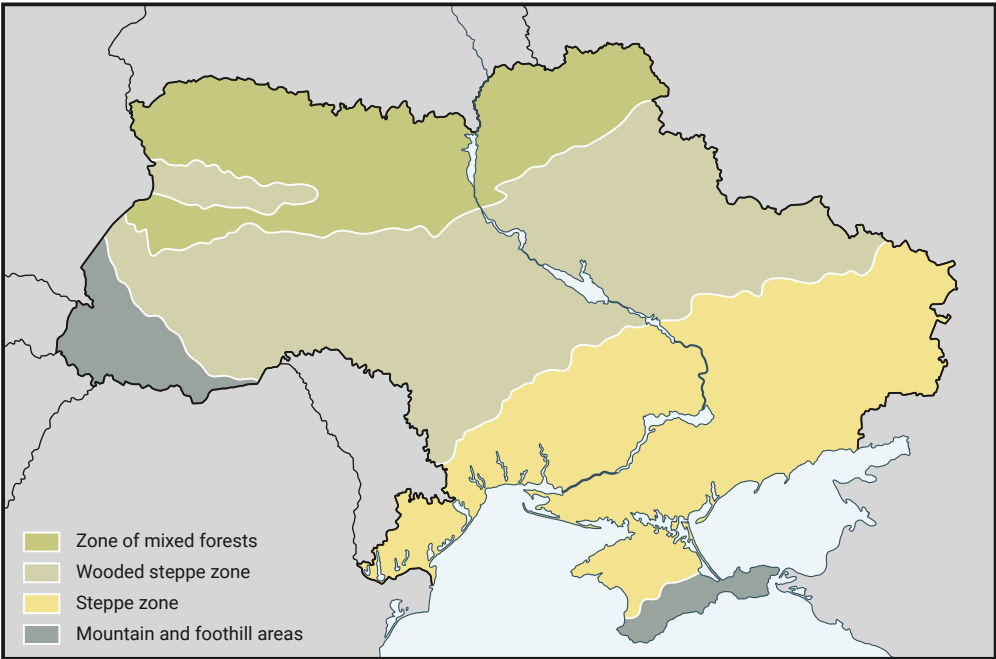 Zone of mixed forests
Wooded steppe zone
Steppe zone
Mountain and foothill areas